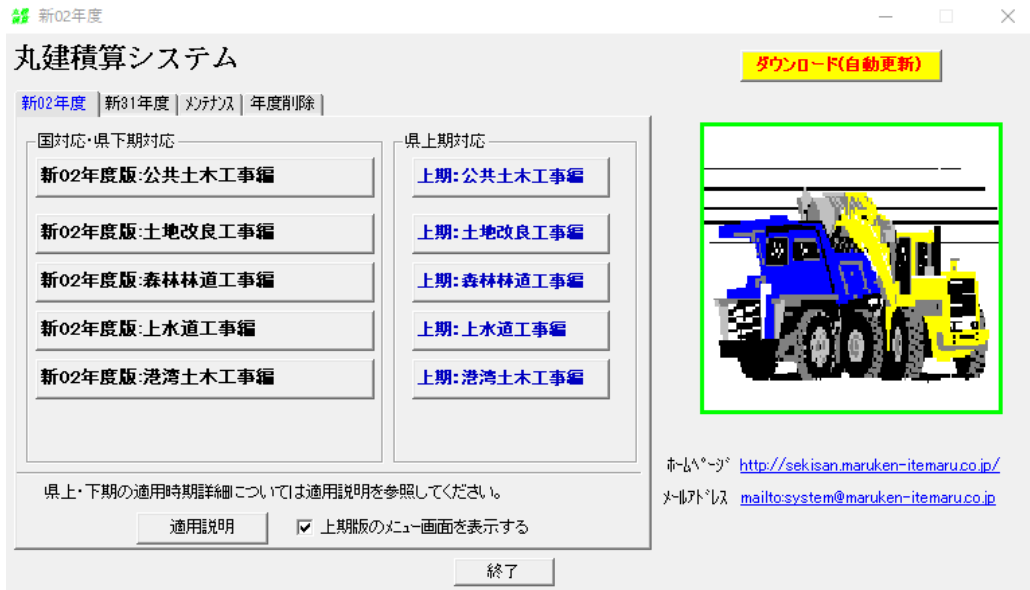 新02年度
丸建積算システム
ダウンロード(自動更新)
新02年度 新31年度 メンテナンス 年度削除
国対応・県下期対応
新02年度版:公共土木工事編
新02年度版:土地改良工事編
新02年度版:森林林道工事編
新02年度版:上水道工事編
新02年度版:港湾土木工事編
県上期対応
上期:公共土木工事編
上期:土地改良工事編
上期:森林林道工事編
上期:上水道工事編
上期:港湾土木工事編
県上・下期の適用時期詳細については適用説明を参照してください。
適用説明
上期版のメニュー画面を表示する
ホームページ http://sekisan.maruken-itemaru.co.jp/
メールアドレス mailto:system@maruken-itemaru.co.jp
終了